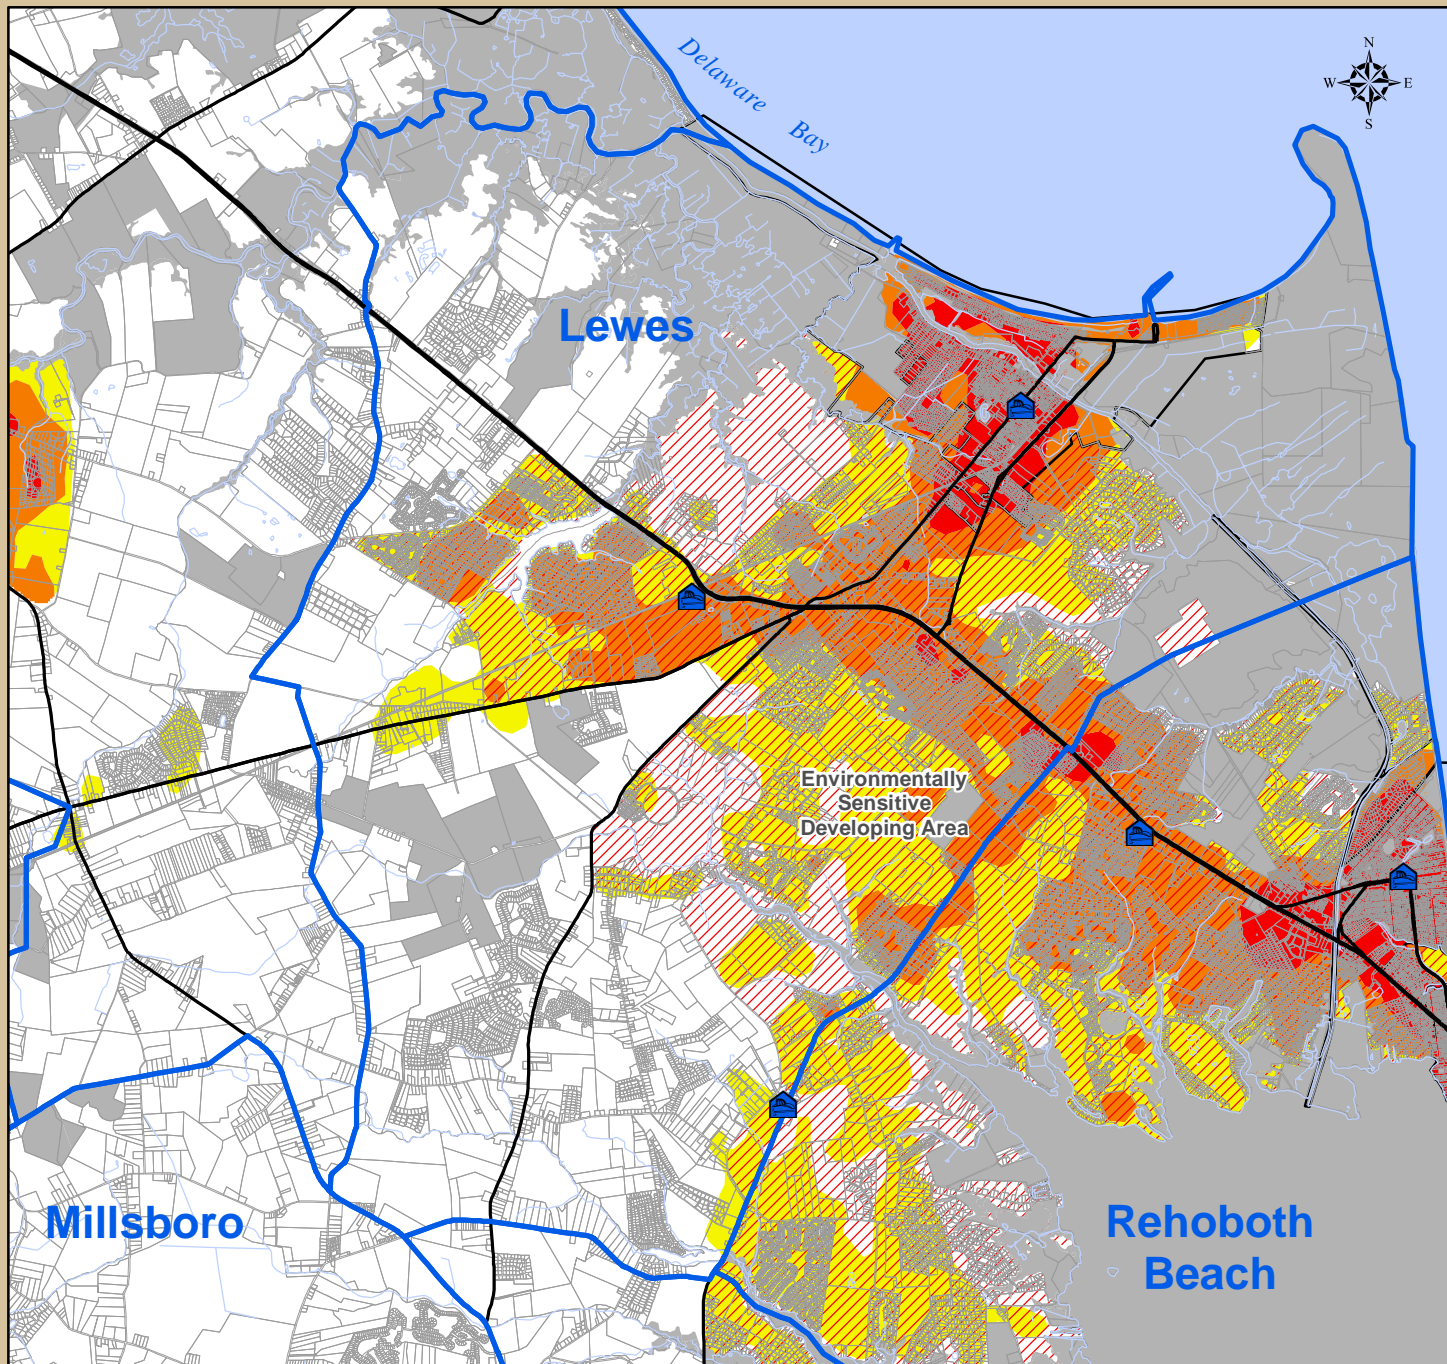 Delaware
Bay
N
W E
S
Lewes
Environmentally
Sensitive
Developing Area
Millsboro
Rehoboth
Beach